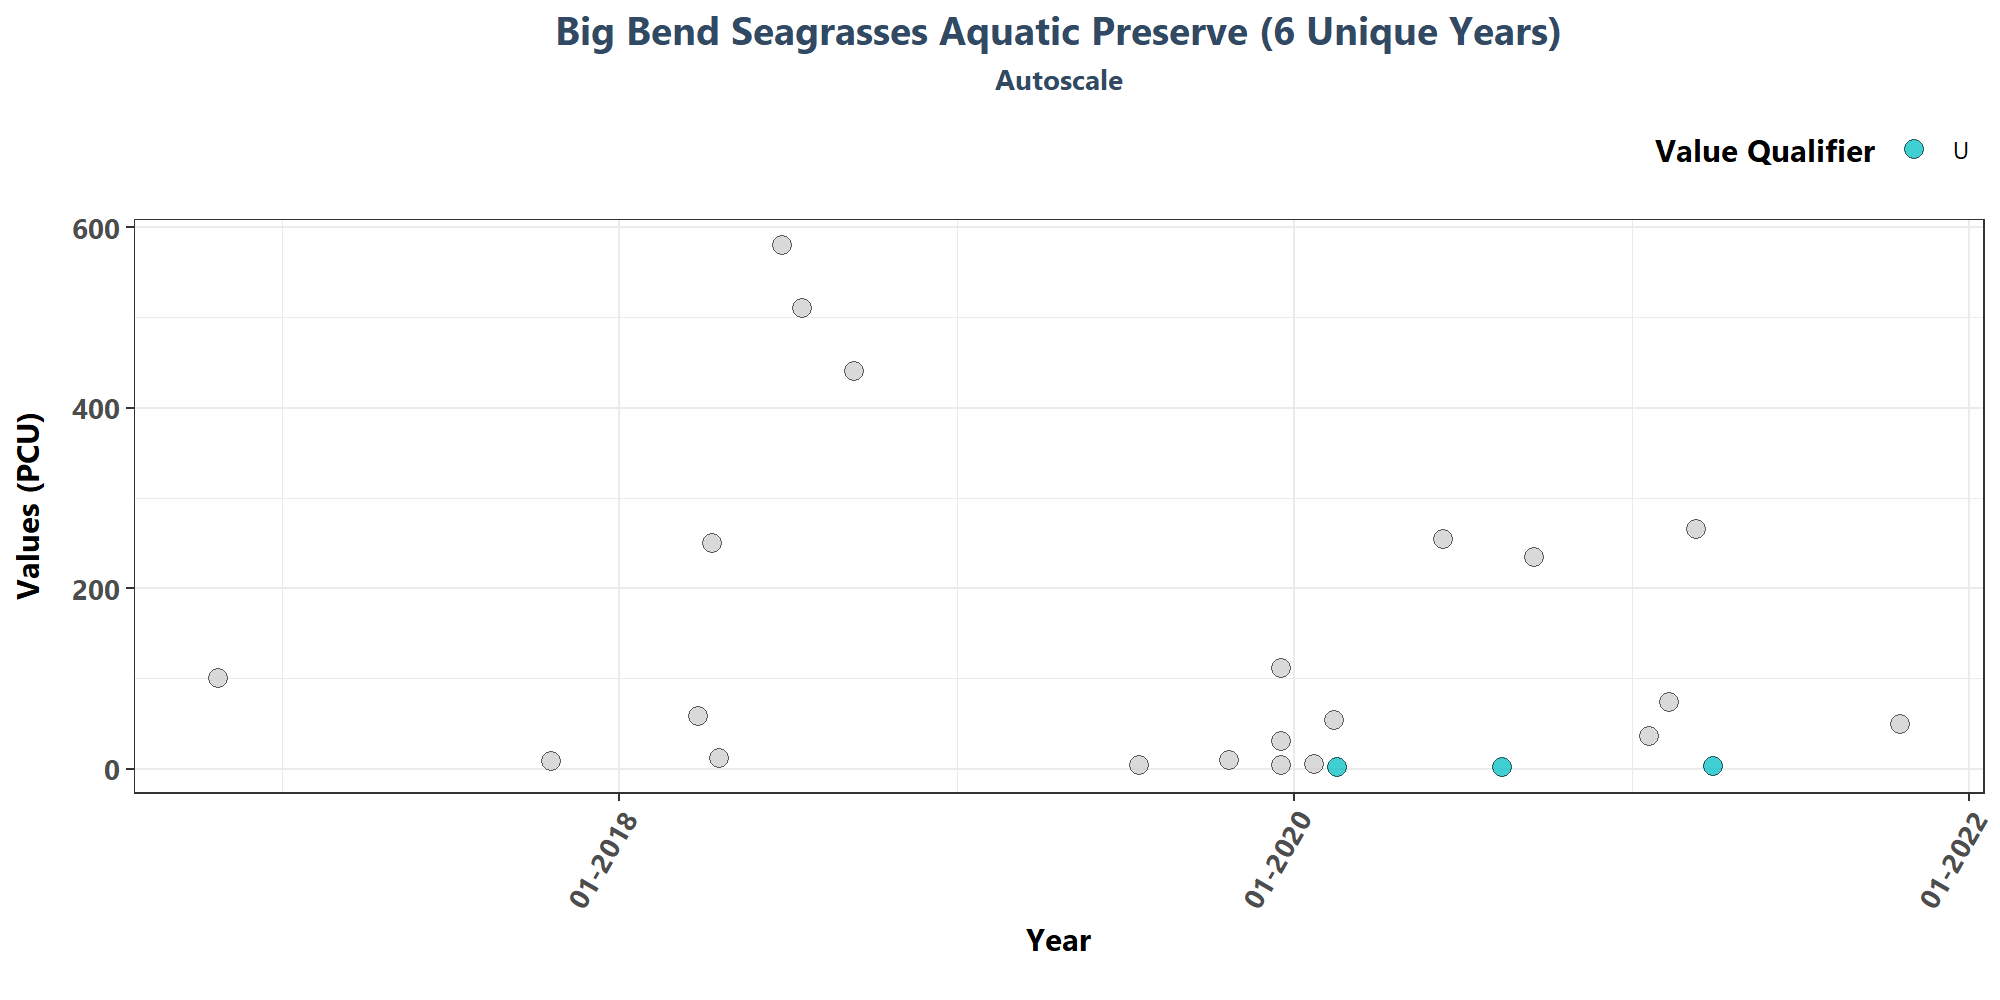 Big Bend Seagrasses Aquatic Preserve (6 Unique Years)
Autoscale
Value Qualifier U
600
400
200
0
Values (PCU)
01-2018
01-2020
01-2022
Year